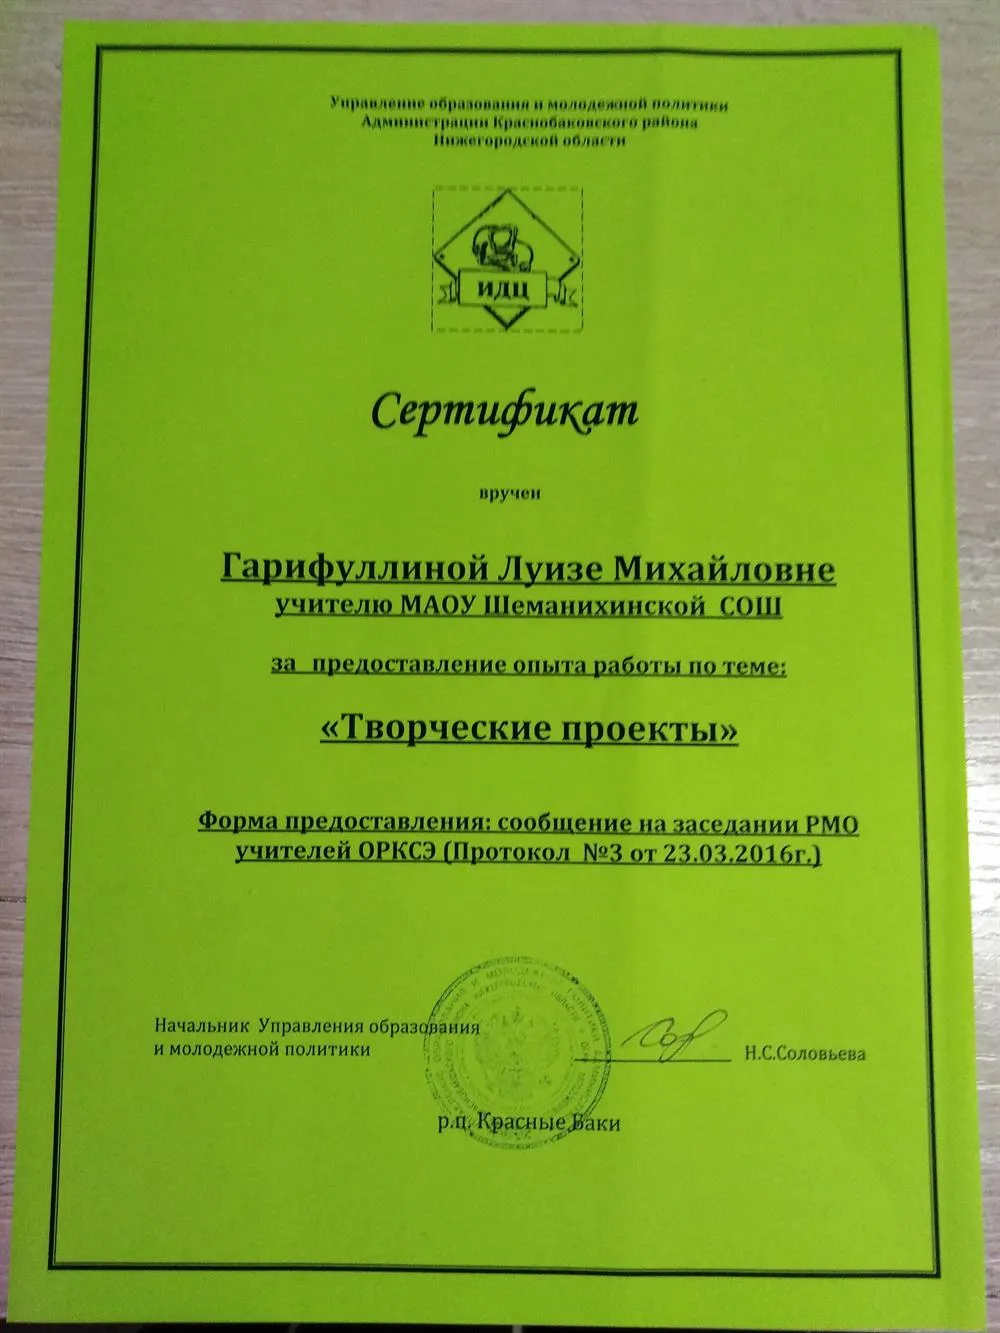 Управление образования и молодежной политики
Администрации Краснобаковского района
Нижегородской области
ИДЦ
Сертификат
вручен
Гарифуллиной Луизе Михайловне
учителю МАОУ Шеманихинской СОШ
за предоставление опыта работы по теме:
«Творческие проекты»
Форма предоставления: сообщение на заседании РМО
учителей ОРКСЭ (Протокол №3 от 23.03.2016г.)
Начальник Управления образования
и молодежной политики
Н.С.Соловьева
р.ц. Красные Баки